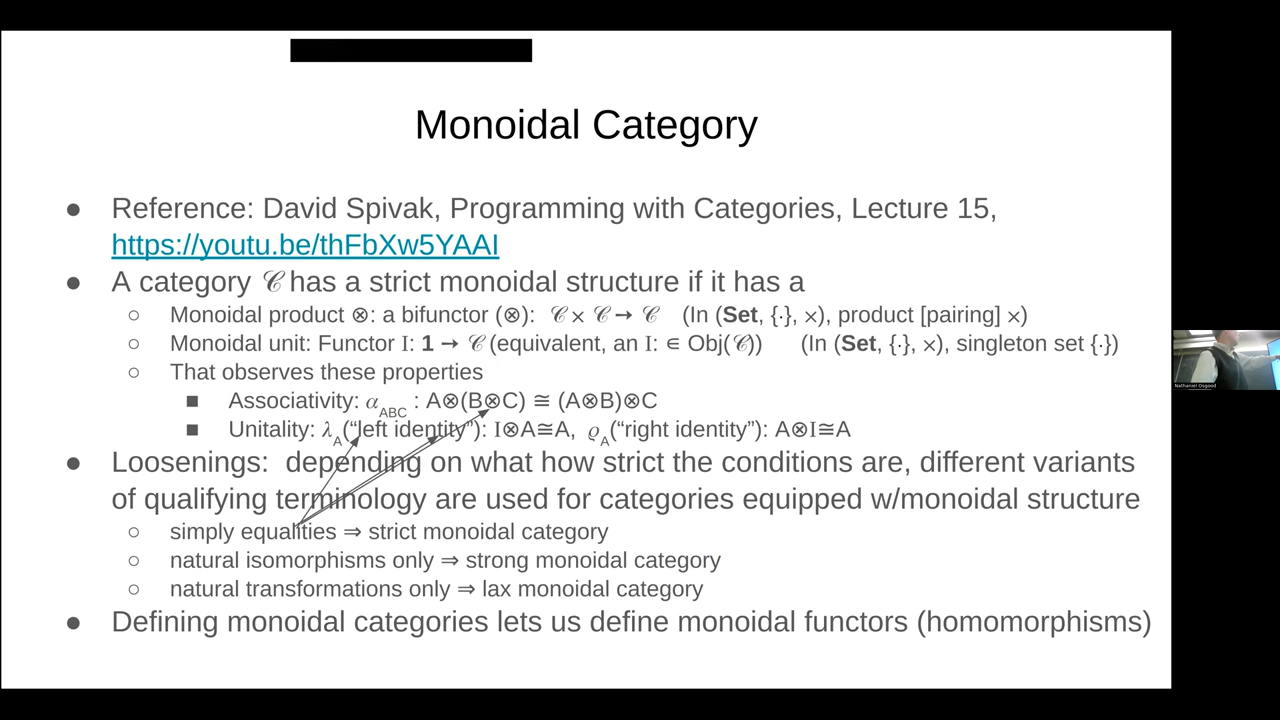 Monoidal Category
● Reference: David Spivak, Programming with Categories, Lecture 15,
https://youtu.be/thFbXw5YAAI
● A category 𝒞 has a strict monoidal structure if it has a
○ Monoidal product ⊗: a bifunctor (⊗): 𝒞 × 𝒞 → 𝒞 (In (Set, {·}, ×), product [pairing] ×)
○ Monoidal unit: Functor I: 1 → 𝒞 (equivalent, an I: ∈ Obj(𝒞)) (In (Set, {·}, ×), singleton set {·})
○ That observes these properties
■ Associativity: α_ABC : A⊗(B⊗C) ≅ (A⊗B)⊗C
■ Unitality: λ_A(“left identity”): I⊗A≅A, ϱ_A(“right identity”): A⊗I≅A
● Loosenings: depending on what how strict the conditions are, different variants
of qualifying terminology are used for categories equipped w/monoidal structure
○ simply equalities ⇒ strict monoidal category
○ natural isomorphisms only ⇒ strong monoidal category
○ natural transformations only ⇒ lax monoidal category
● Defining monoidal categories lets us define monoidal functors (homomorphisms)
Nathaniel Osgood